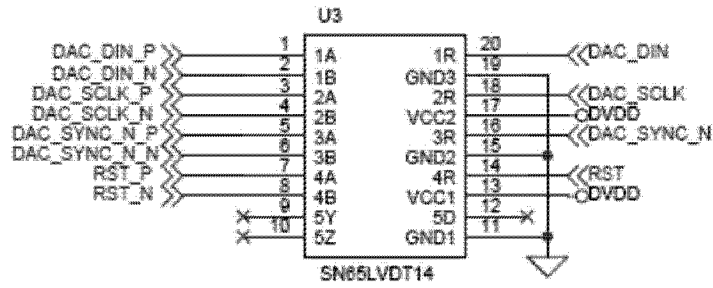 U3
DAC_DIN_P 1 1A 1R 20 DAC_DIN
DAC_DIN_N 2 1B GND3 19
DAC_SCLK_P 3 2A 2R 18 DAC_SCLK
DAC_SCLK_N 4 2B VCC2 17 DVDD
DAC_SYNC_N_P 5 3A 3R 16 DAC_SYNC_N
DAC_SYNC_N_N 6 3B GND2 15
RST_P 7 4A 4R 14 RST
RST_N 8 4B VCC1 13 DVDD
9 5Y 5D 12
10 5Z GND1 11
SN65LVDT14